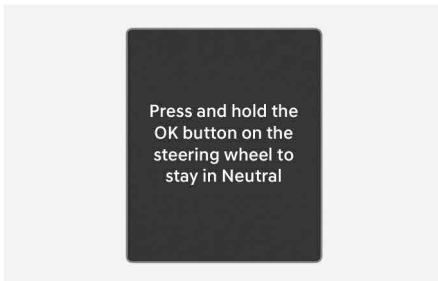 Press and hold the
OK button on the
steering wheel to
stay in Neutral